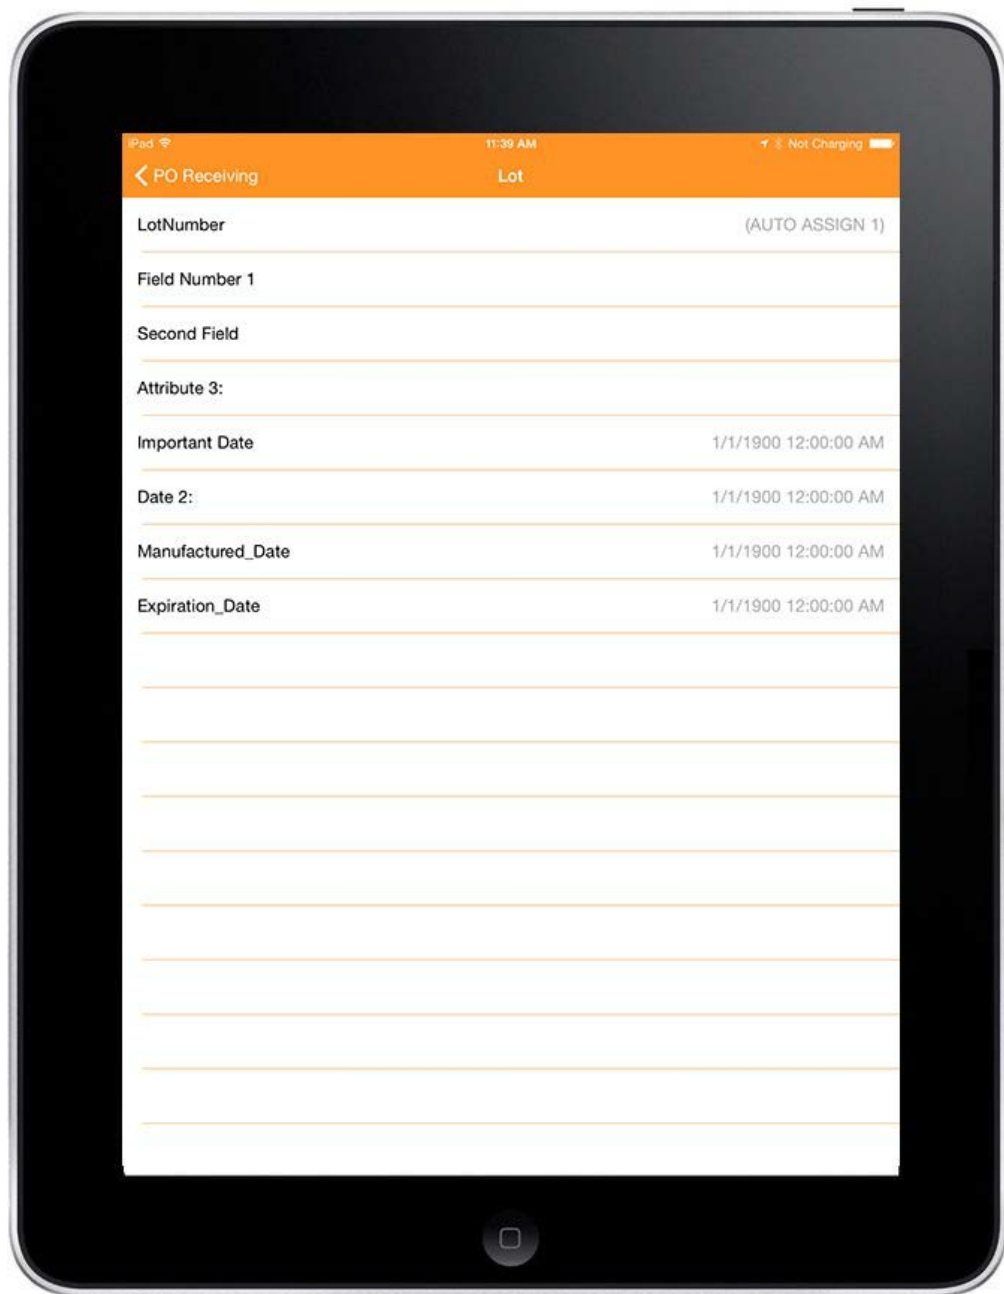 iPad 11:39 AM Not Charging
PO Receiving Lot
LotNumber (AUTO ASSIGN 1)
Field Number 1
Second Field
Attribute 3:
Important Date 1/1/1900 12:00:00 AM
Date 2: 1/1/1900 12:00:00 AM
Manufactured_Date 1/1/1900 12:00:00 AM
Expiration_Date 1/1/1900 12:00:00 AM